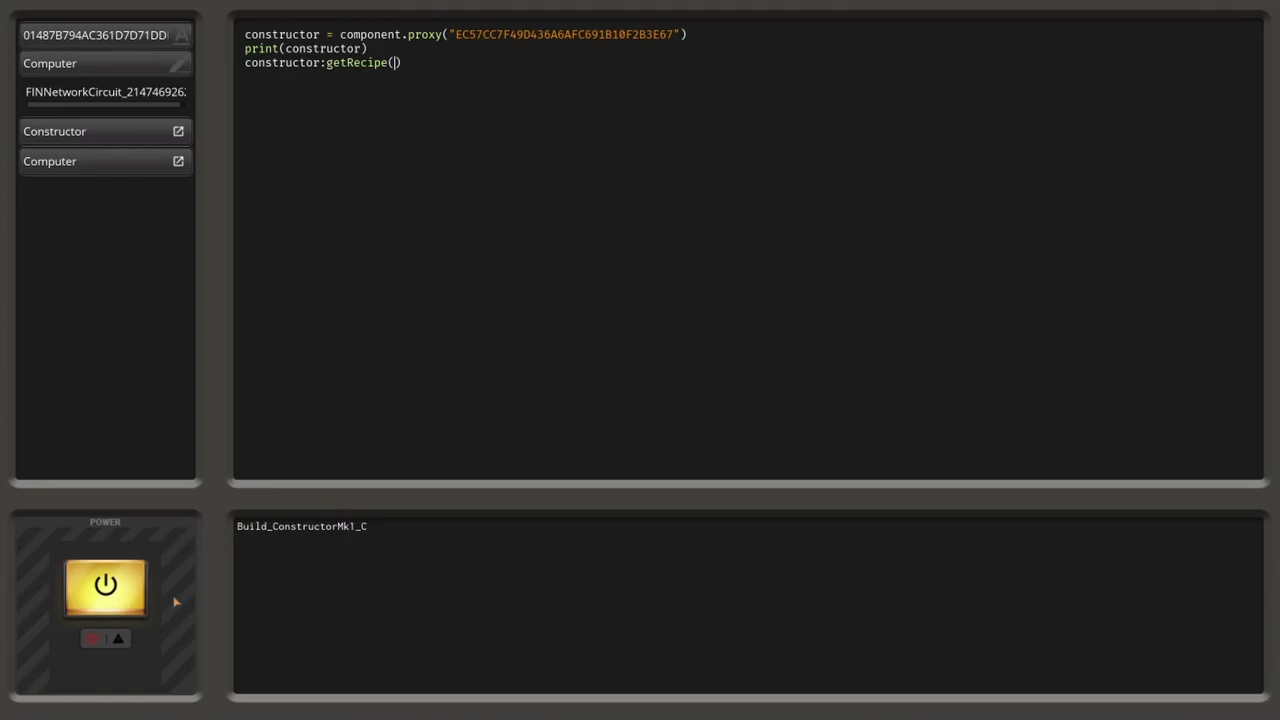 01487B794AC361D7D71DD
Computer
FINNetworkCircuit_214746926
Constructor
Computer
constructor = component.proxy("EC57CC7F49D436A6AFC691B10F2B3E67")
print(constructor)
constructor:getRecipe()
POWER
Build_ConstructorMk1_C